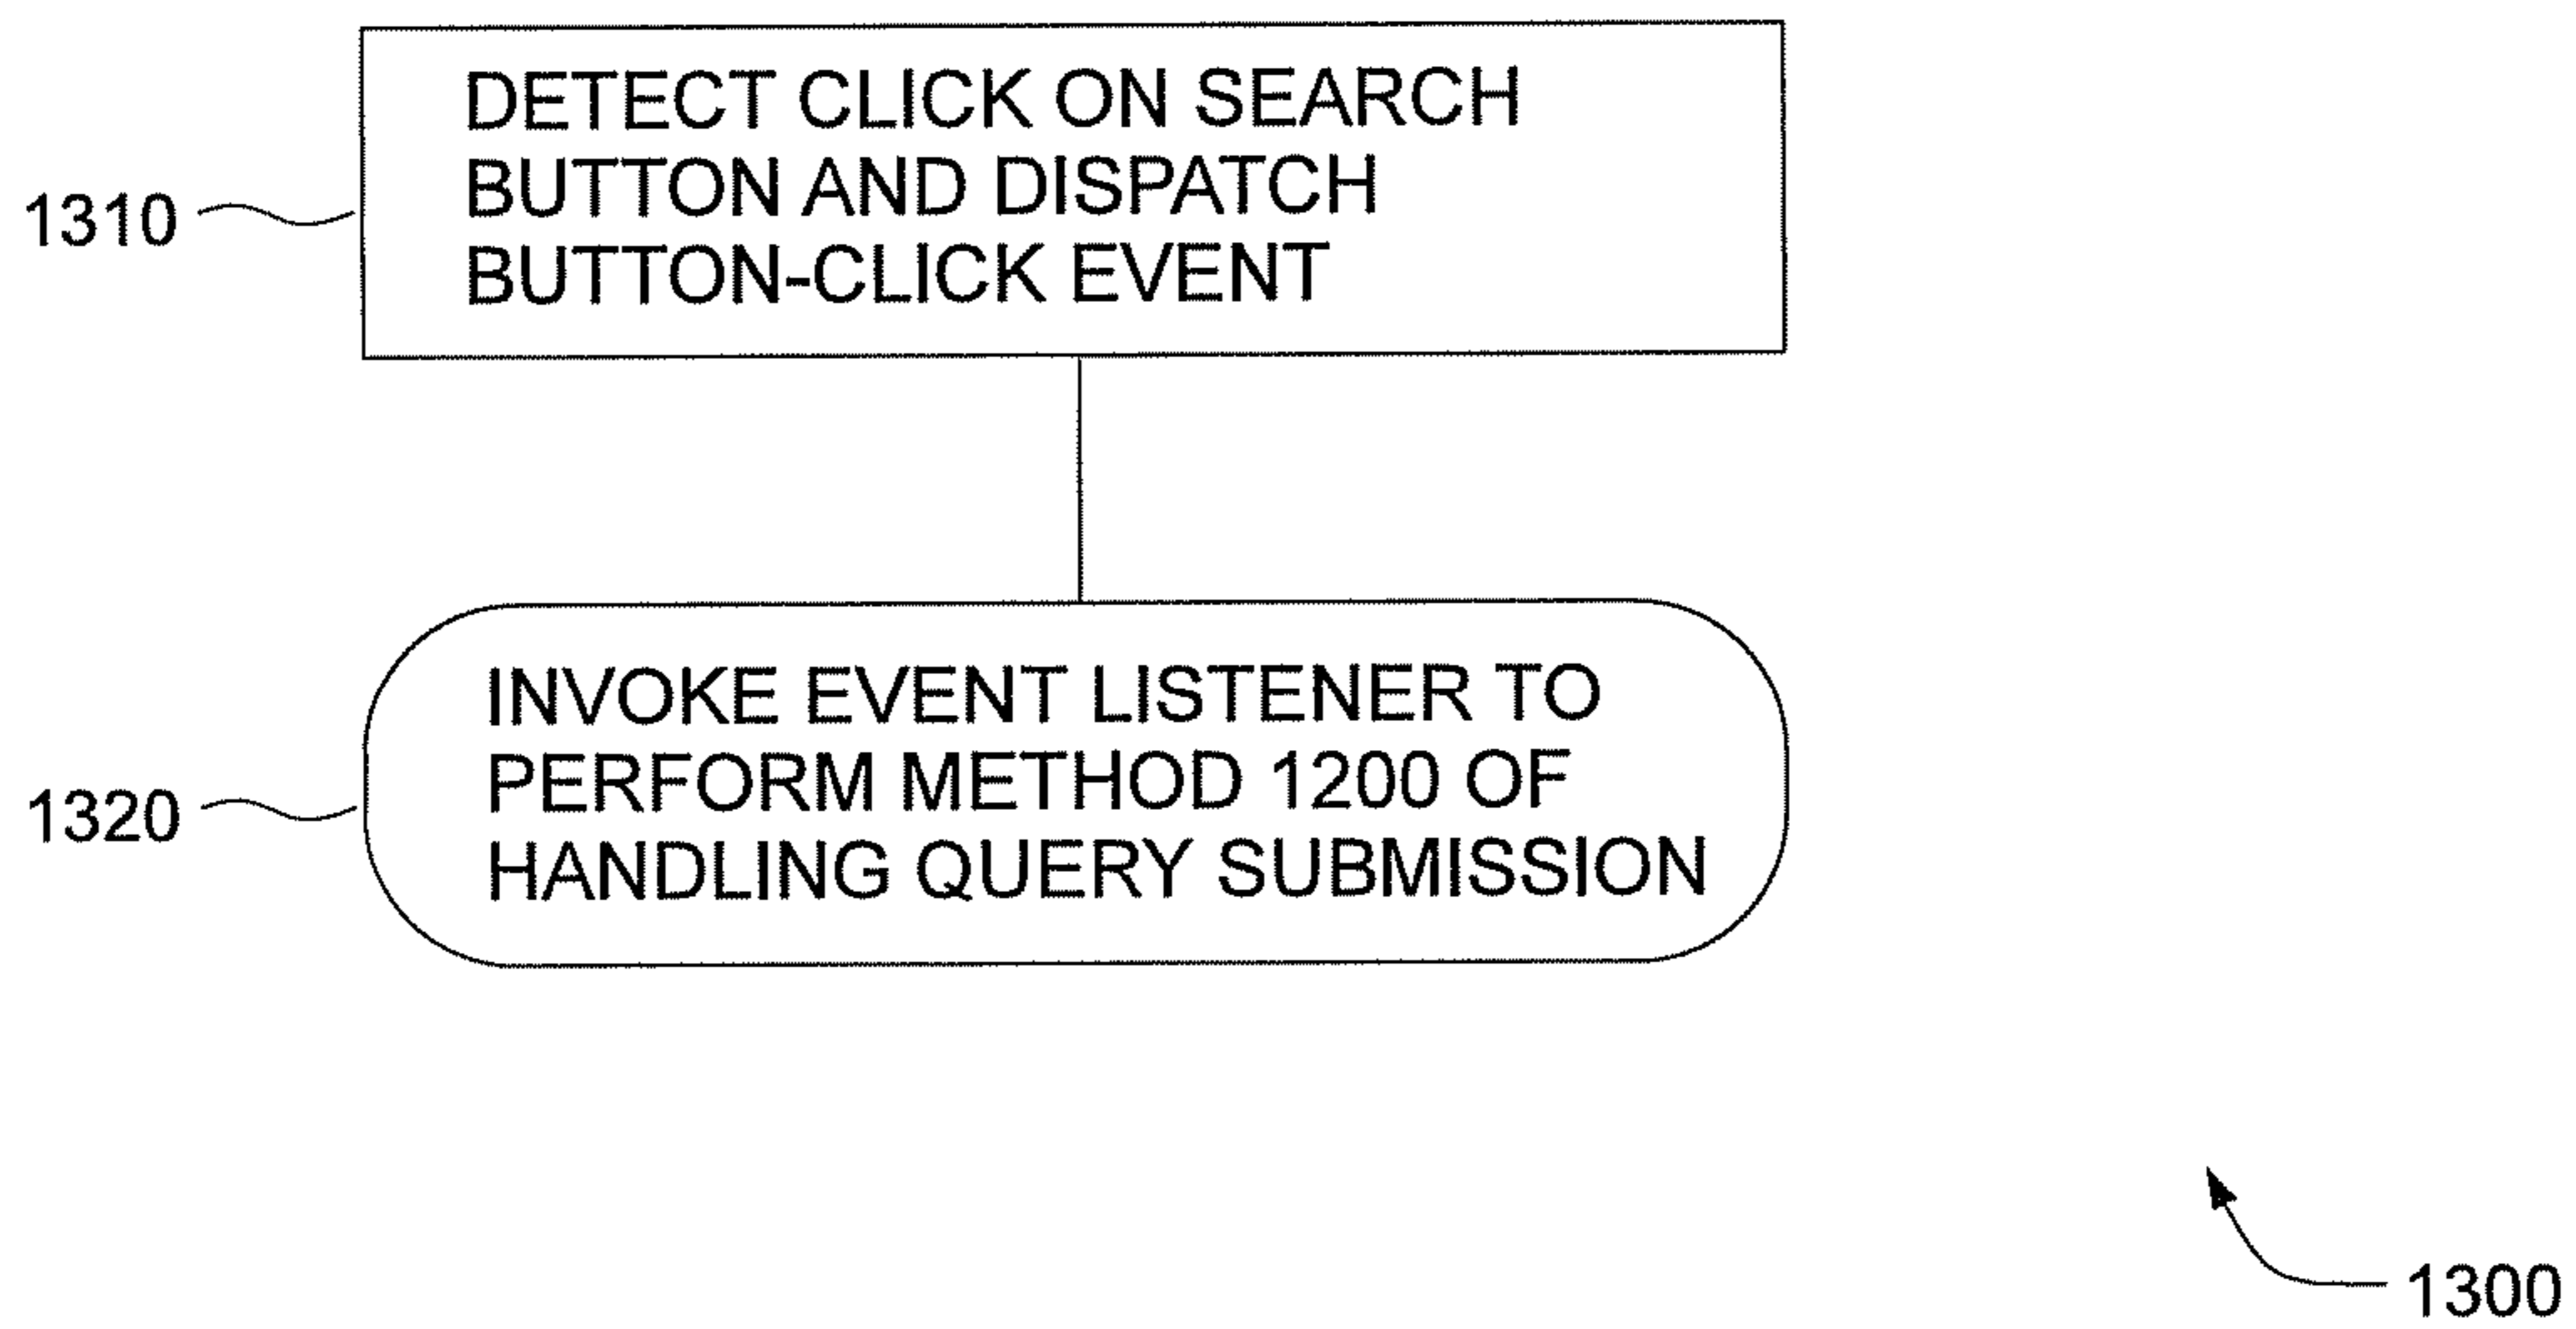 DETECT CLICK ON SEARCH
BUTTON AND DISPATCH
BUTTON-CLICK EVENT
1310
INVOKE EVENT LISTENER TO
PERFORM METHOD 1200 OF
HANDLING QUERY SUBMISSION
1320
1300